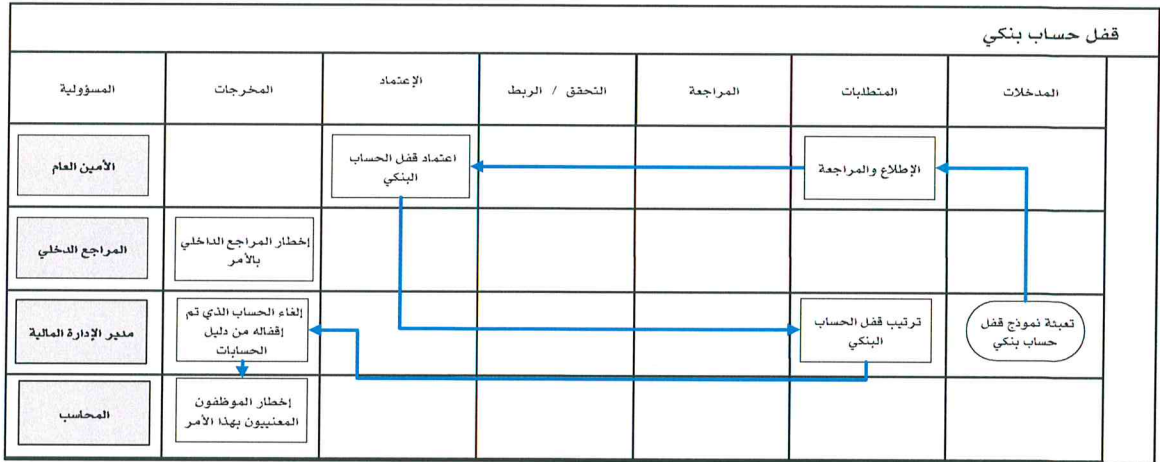 قفل حساب بنكي
المدخلات
المتطلبات
المراجعة
التحقق / الربط
الإعتماد
المخرجات
المسؤولية
الإطلاع والمراجعة
اعتماد قفل الحساب
البنكي
الأمين العام
إخطار المراجع الداخلي
بالأمر
المراجع الدخلي
تعبئة نموذج قفل
حساب بنكي
ترتيب قفل الحساب
البنكي
إلغاء الحساب الذي تم
إقفاله من دليل
الحسابات
مدير الإدارة المالية
إخطار الموظفون
المعنييون بهذا الأمر
المحاسب